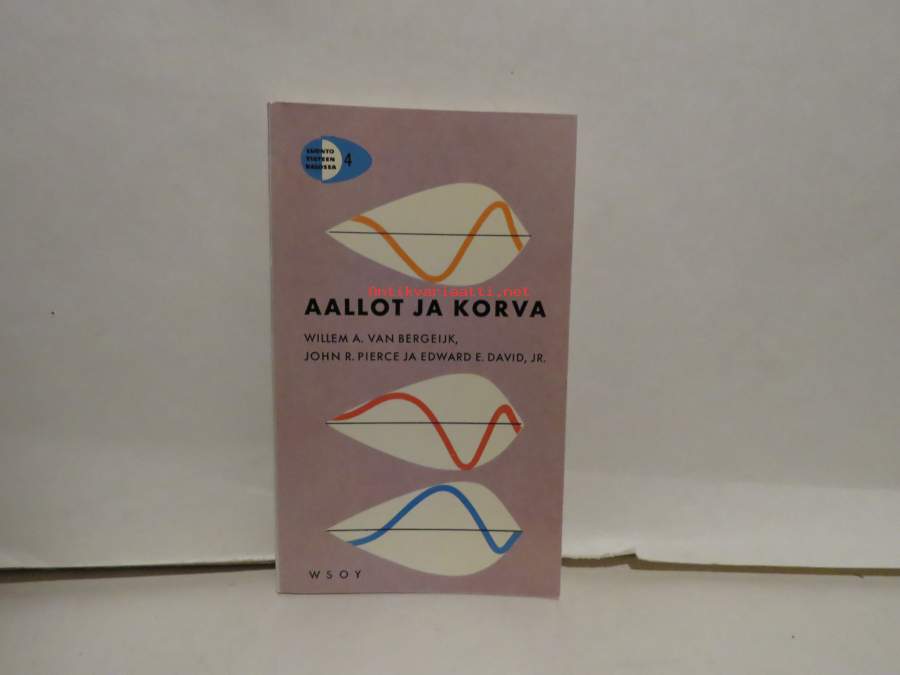 LUONTO
TIETEEN
VALOSSA
4
Antikvariaatti.net
AALLOT JA KORVA
WILLEM A. VAN BERGEIJK,
JOHN R. PIERCE JA EDWARD E. DAVID, JR.
WSOY